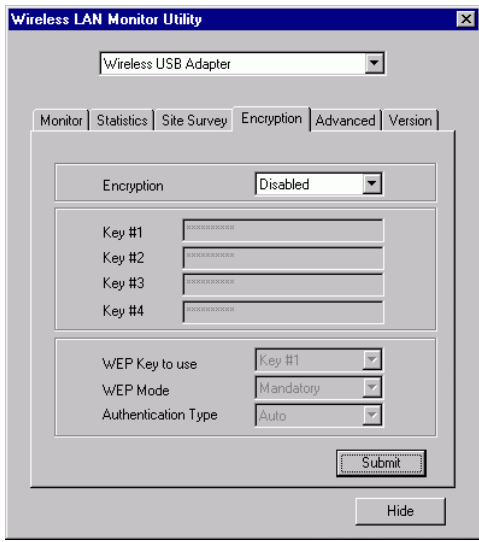 Wireless LAN Monitor Utility
Wireless USB Adapter
Monitor Statistics Site Survey Encryption Advanced Version
Encryption Disabled
Key #1 **********
Key #2 **********
Key #3 **********
Key #4 **********
WEP Key to use Key #1
WEP Mode Mandatory
Authentication Type Auto
Submit
Hide